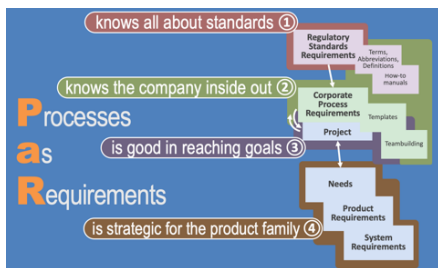 knows all about standards ①
Regulatory
Standards
Requirements
Terms,
Abbreviations,
Definitions
How-to
manuals
knows the company inside out ②
Corporate
Process
Requirements
Templates
Project
Teambuilding
Processes
as
Requirements
is good in reaching goals ③
Needs
Product
Requirements
System
Requirements
is strategic for the product family ④